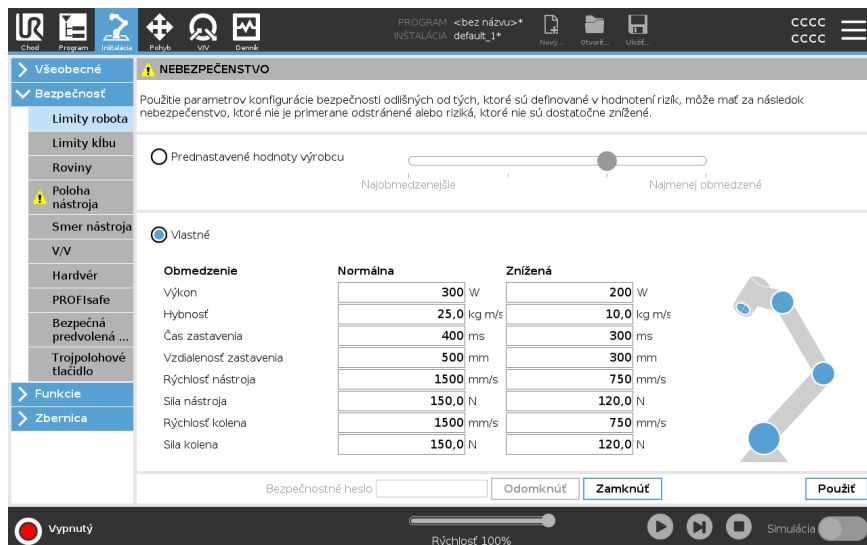 PROGRAM <bez názvu>*
INŠTALÁCIA default_1*
CCCC
CCCC
UR
Chod
Program
Inštalácia
Pohyb
V/V
Denník
Nový...
Otvoriť...
Uložiť...
Všeobecné
Bezpečnosť
Limity robota
Limity kĺbu
Roviny
Poloha
nástroja
Smer nástroja
V/V
Hardvér
PROFIsafe
Bezpečná
predvolená ...
Trojpolohové
tlačidlo
Funkcie
Zbernica
NEBEZPEČENSTVO
Použitie parametrov konfigurácie bezpečnosti odlišných od tých, ktoré sú definované v hodnotení rizík, môže mať za následok
nebezpečenstvo, ktoré nie je primerane odstránené alebo riziká, ktoré nie sú dostatočne znížené.
Prednastavené hodnoty výrobcu
Najobmedzenejšie Najmenej obmedzené
Vlastné
Obmedzenie Normálna Znížená
Výkon 300 W 200 W
Hybnosť 25,0 kg m/s 10,0 kg m/s
Čas zastavenia 400 ms 300 ms
Vzdialenosť zastavenia 500 mm 300 mm
Rýchlosť nástroja 1500 mm/s 750 mm/s
Sila nástroja 150,0 N 120,0 N
Rýchlosť kolena 1500 mm/s 750 mm/s
Sila kolena 150,0 N 120,0 N
Bezpečnostné heslo Odomknúť Zamknúť Použiť
Vypnutý
Rýchlosť 100%
Simulácia